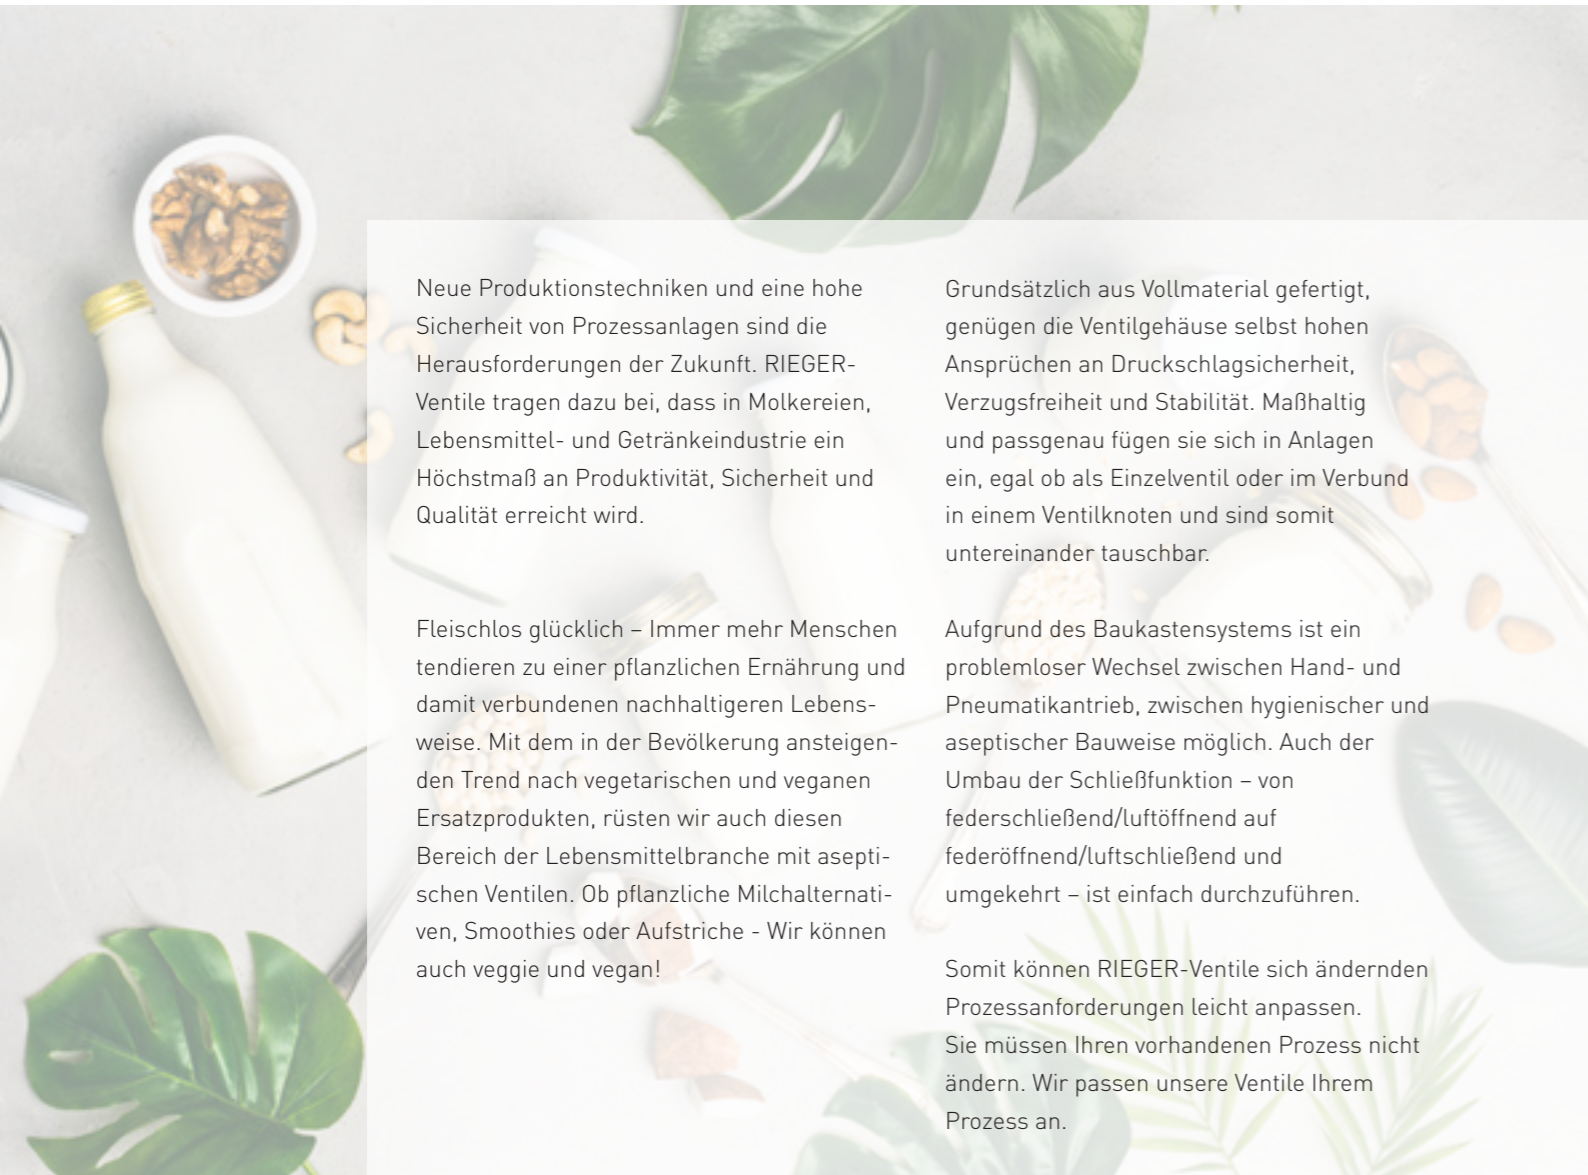 Neue Produktionstechniken und eine hohe
Sicherheit von Prozessanlagen sind die
Herausforderungen der Zukunft. RIEGER-
Ventile tragen dazu bei, dass in Molkereien,
Lebensmittel- und Getränkeindustrie ein
Höchstmaß an Produktivität, Sicherheit und
Qualität erreicht wird.
Fleischlos glücklich – Immer mehr Menschen
tendieren zu einer pflanzlichen Ernährung und
damit verbundenen nachhaltigeren Lebens-
weise. Mit dem in der Bevölkerung ansteigen-
den Trend nach vegetarischen und veganen
Ersatzprodukten, rüsten wir auch diesen
Bereich der Lebensmittelbranche mit asepti-
schen Ventilen. Ob pflanzliche Milchalternati-
ven, Smoothies oder Aufstriche - Wir können
auch veggie und vegan!
Grundsätzlich aus Vollmaterial gefertigt,
genügen die Ventilgehäuse selbst hohen
Ansprüchen an Druckschlagsicherheit,
Verzugsfreiheit und Stabilität. Maßhaltig
und passgenau fügen sie sich in Anlagen
ein, egal ob als Einzelventil oder im Verbund
in einem Ventilknoten und sind somit
untereinander tauschbar.
Aufgrund des Baukastensystems ist ein
problemloser Wechsel zwischen Hand- und
Pneumatikantrieb, zwischen hygienischer und
aseptischer Bauweise möglich. Auch der
Umbau der Schließfunktion – von
federschließend/luftöffnend auf
federöffnend/luftschließend und
umgekehrt – ist einfach durchzuführen.
Somit können RIEGER-Ventile sich ändernden
Prozessanforderungen leicht anpassen.
Sie müssen Ihren vorhandenen Prozess nicht
ändern. Wir passen unsere Ventile Ihrem
Prozess an.